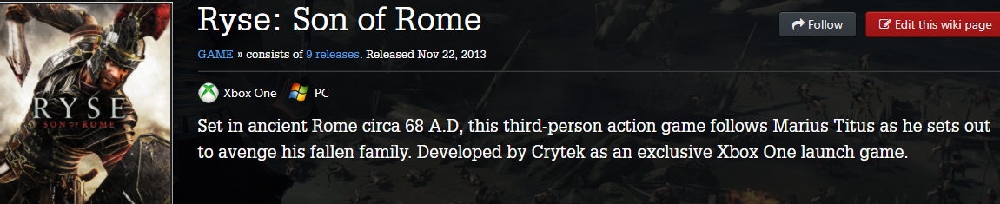 RYSE
SON OF ROME
Ryse: Son of Rome
Follow
Edit this wiki page
GAME » consists of 9 releases. Released Nov 22, 2013
Xbox One PC
Set in ancient Rome circa 68 A.D, this third-person action game follows Marius Titus as he sets out
to avenge his fallen family. Developed by Crytek as an exclusive Xbox One launch game.